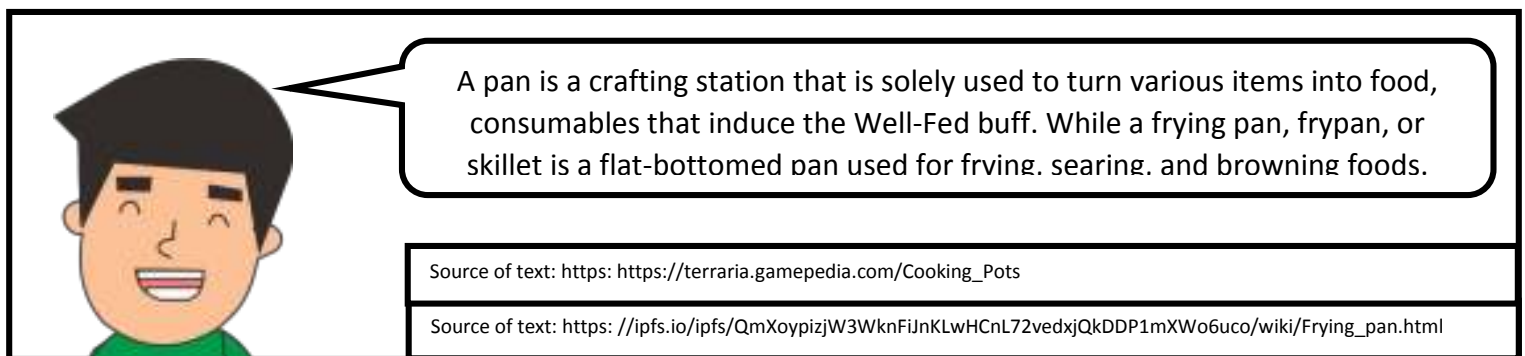 A pan is a crafting station that is solely used to turn various items into food,
consumables that induce the Well-Fed buff. While a frying pan, frypan, or
skillet is a flat-bottomed pan used for frying, searing, and browning foods.
Source of text: https: https://terraria.gamepedia.com/Cooking_Pots
Source of text: https: //ipfs.io/ipfs/QmXoypizjW3WknFiJnKLwHCnL72vedxjQkDDP1mXWo6uco/wiki/Frying_pan.html